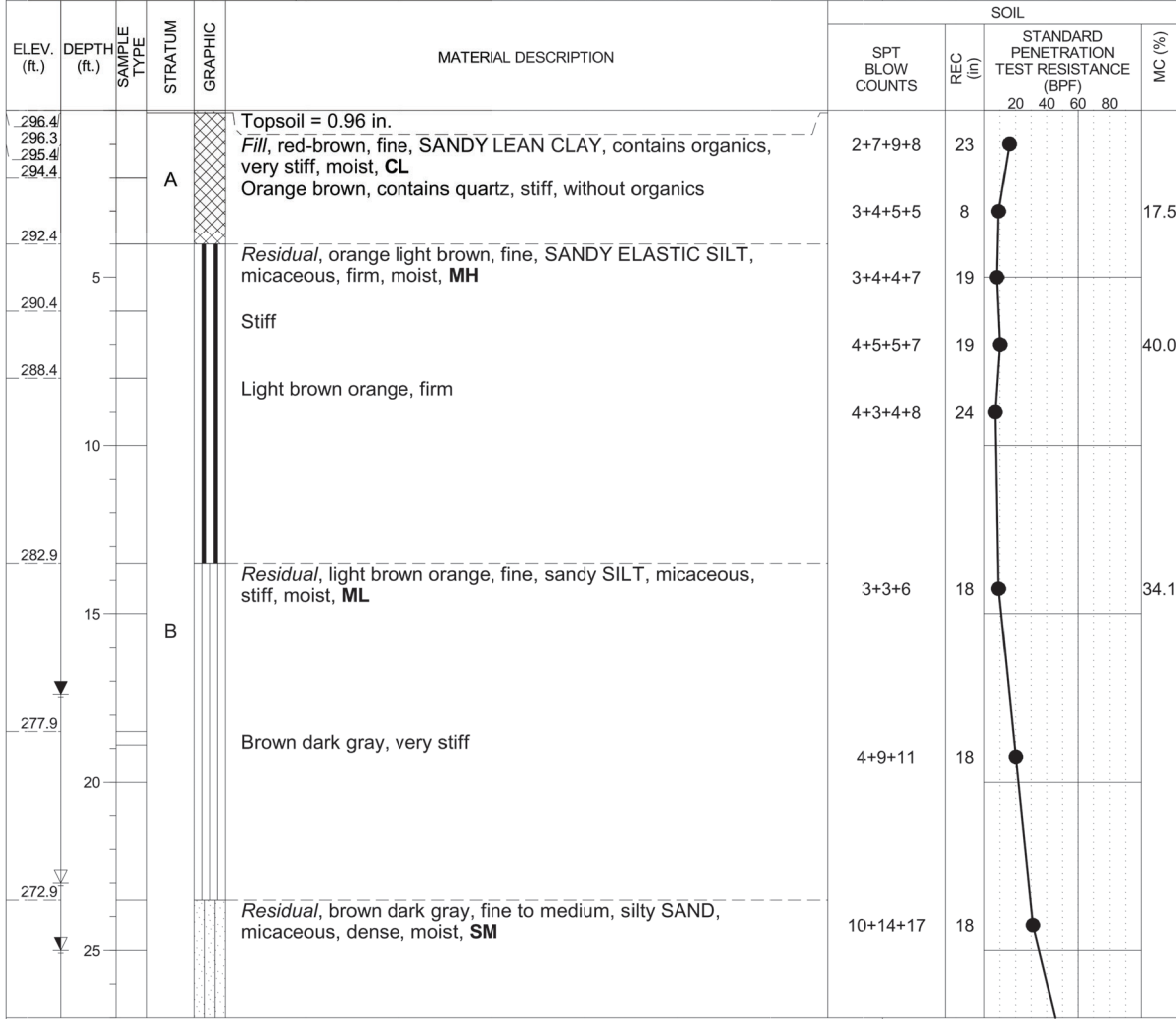 SOIL
ELEV. (ft.)
DEPTH (ft.)
SAMPLE TYPE
STRATUM
GRAPHIC
MATERIAL DESCRIPTION
SPT
BLOW
COUNTS
REC (in)
STANDARD
PENETRATION
TEST RESISTANCE
(BPF)
20 40 60 80
MC (%)
296.4
296.3
295.4
294.4
A
Topsoil = 0.96 in.
Fill, red-brown, fine, SANDY LEAN CLAY, contains organics,
very stiff, moist, CL
2+7+9+8 23
Orange brown, contains quartz, stiff, without organics
3+4+5+5 8 17.5
292.4
Residual, orange light brown, fine, SANDY ELASTIC SILT,
micaceous, firm, moist, MH
5
3+4+4+7 19
290.4
Stiff
4+5+5+7 19 40.0
288.4
Light brown orange, firm
4+3+4+8 24
10
282.9
Residual, light brown orange, fine, sandy SILT, micaceous,
stiff, moist, ML
3+3+6 18 34.1
15
B
277.9
Brown dark gray, very stiff
4+9+11 18
20
272.9
Residual, brown dark gray, fine to medium, silty SAND,
micaceous, dense, moist, SM
10+14+17 18
25